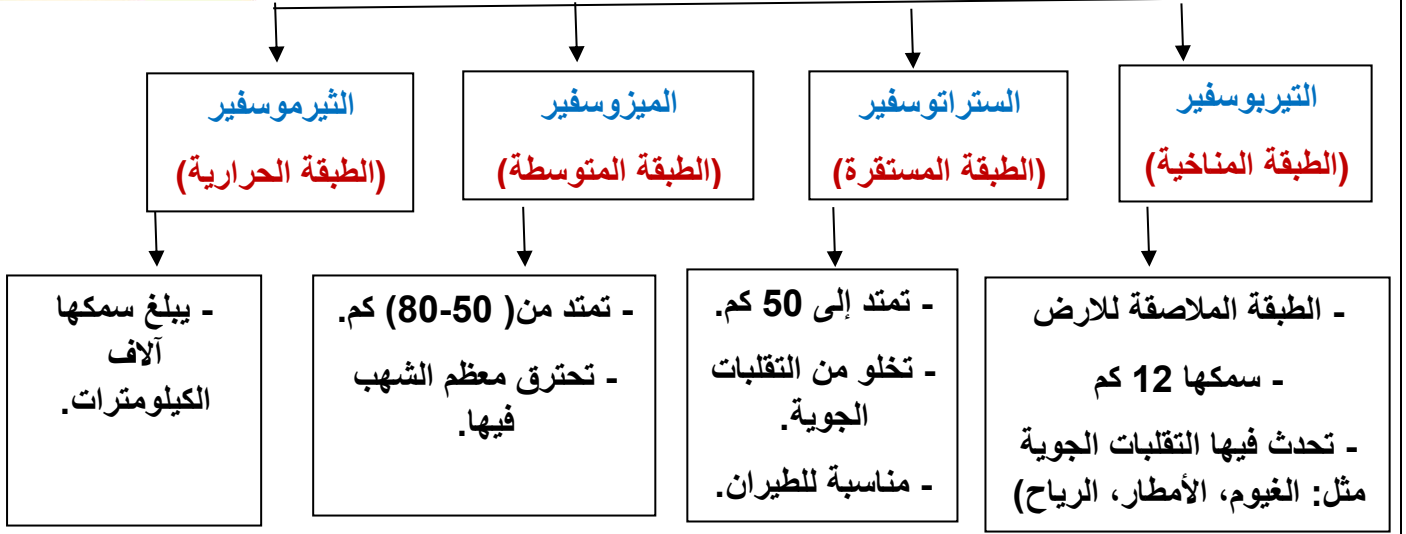 التيربوسفير
(الطبقة المناخية)
الستراتوسفير
(الطبقة المستقرة)
الميزوسفير
(الطبقة المتوسطة)
الثيرموسفير
(الطبقة الحرارية)
- الطبقة الملاصقة للارض
- سمكها 12 كم
- تحدث فيها التقلبات الجوية
مثل: الغيوم، الأمطار، الرياح)
- تمتد إلى 50 كم.
- تخلو من التقلبات
الجوية.
- مناسبة للطيران.
- تمتد من( 50-80) كم.
- تحترق معظم الشهب
فيها.
- يبلغ سمكها
آلاف
الكيلومترات.